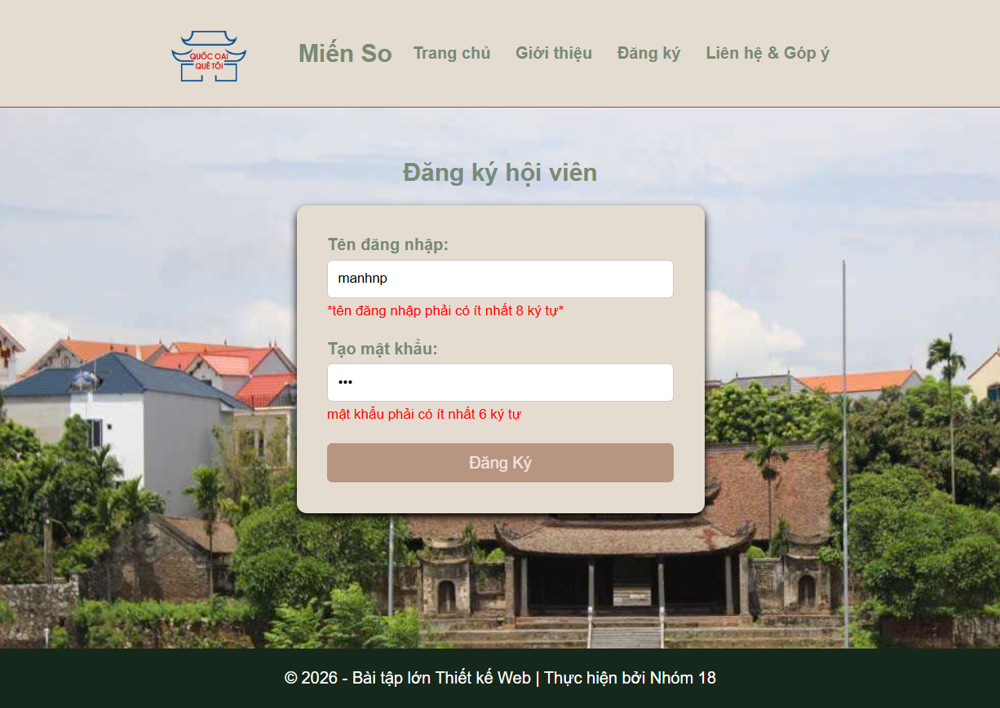 QUỐC OAI
QUÊ TÔI
Miến So Trang chủ Giới thiệu Đăng ký Liên hệ & Góp ý
Đăng ký hội viên
Tên đăng nhập:
manhnp
*tên đăng nhập phải có ít nhất 8 ký tự*
Tạo mật khẩu:
•••
mật khẩu phải có ít nhất 6 ký tự
Đăng Ký
© 2026 - Bài tập lớn Thiết kế Web | Thực hiện bởi Nhóm 18